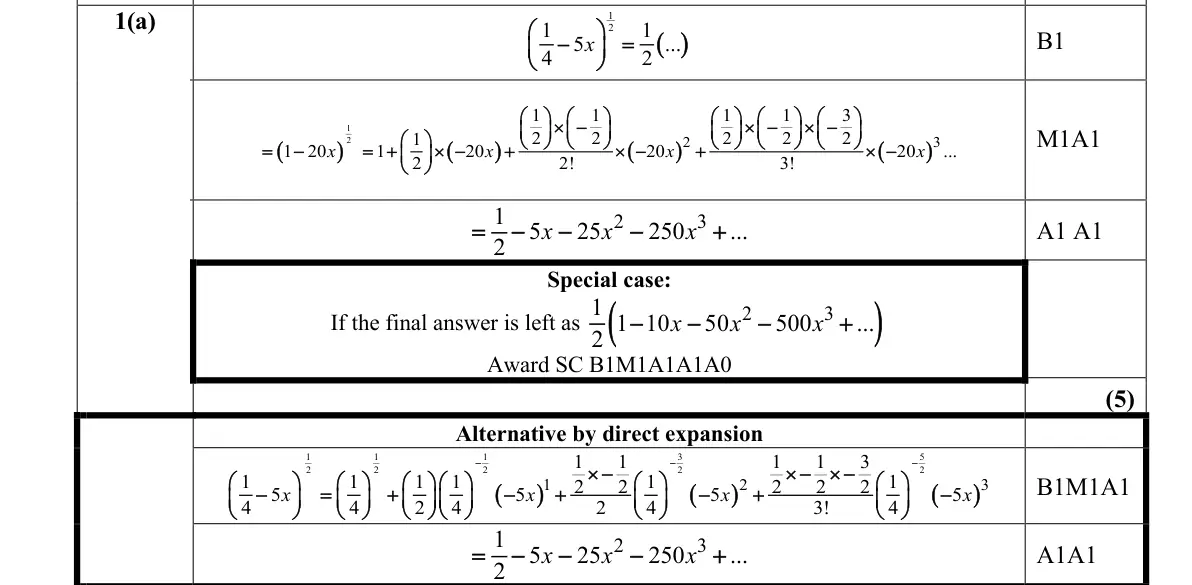 1(a)
(1/4 − 5x)^(1/2) = 1/2(...)
B1
= (1−20x)^(1/2) = 1+(1/2)×(−20x)+((1/2)×(−1/2))/2!×(−20x)^2+((1/2)×(−1/2)×(−3/2))/3!×(−20x)^3...
M1A1
= 1/2 − 5x − 25x^2 − 250x^3 + ...
A1 A1
Special case:
If the final answer is left as 1/2(1−10x−50x^2−500x^3+...)
Award SC B1M1A1A1A0
(5)
Alternative by direct expansion
(1/4 − 5x)^(1/2) = (1/4)^(1/2)+(1/2)(1/4)^(−1/2)(−5x)^1+(1/2×−1/2)/2(1/4)^(−3/2)(−5x)^2+(1/2×−1/2×−3/2)/3!(1/4)^(−5/2)(−5x)^3
B1M1A1
= 1/2 − 5x − 25x^2 − 250x^3 + ...
A1A1